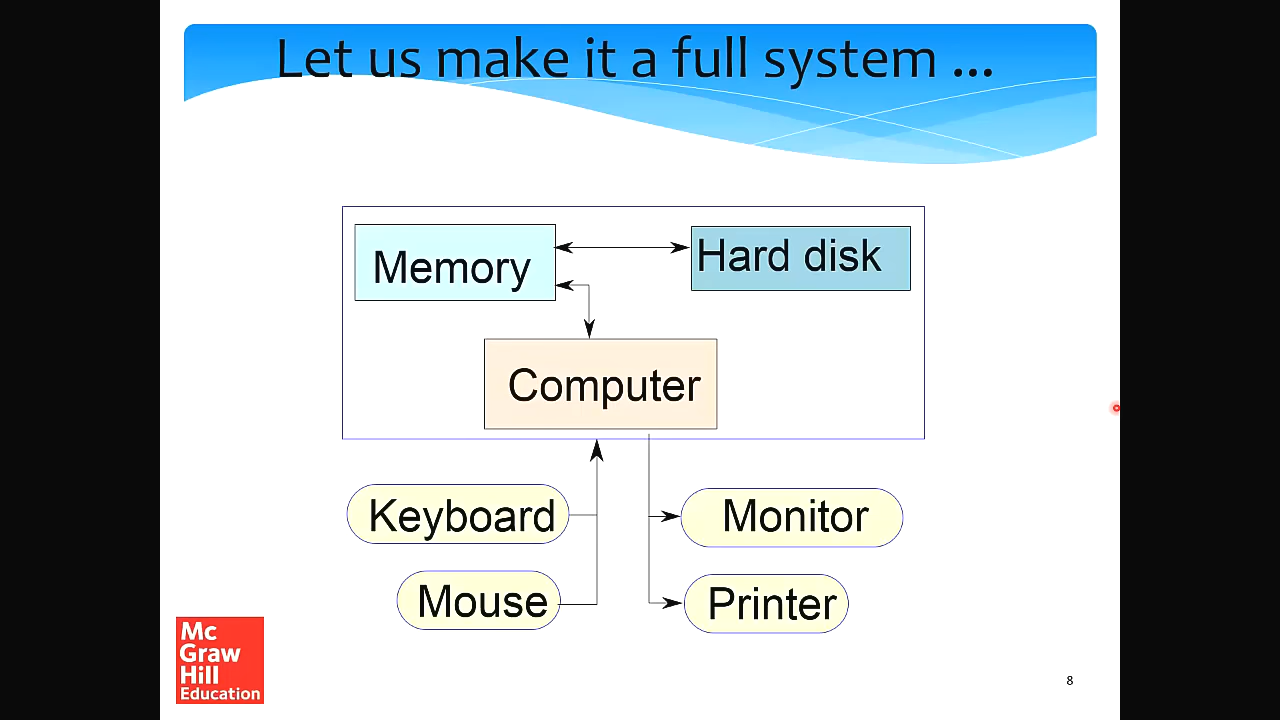 Let us make it a full system ...
Memory
Hard disk
Computer
Keyboard
Monitor
Mouse
Printer
Mc
Graw
Hill
Education
8